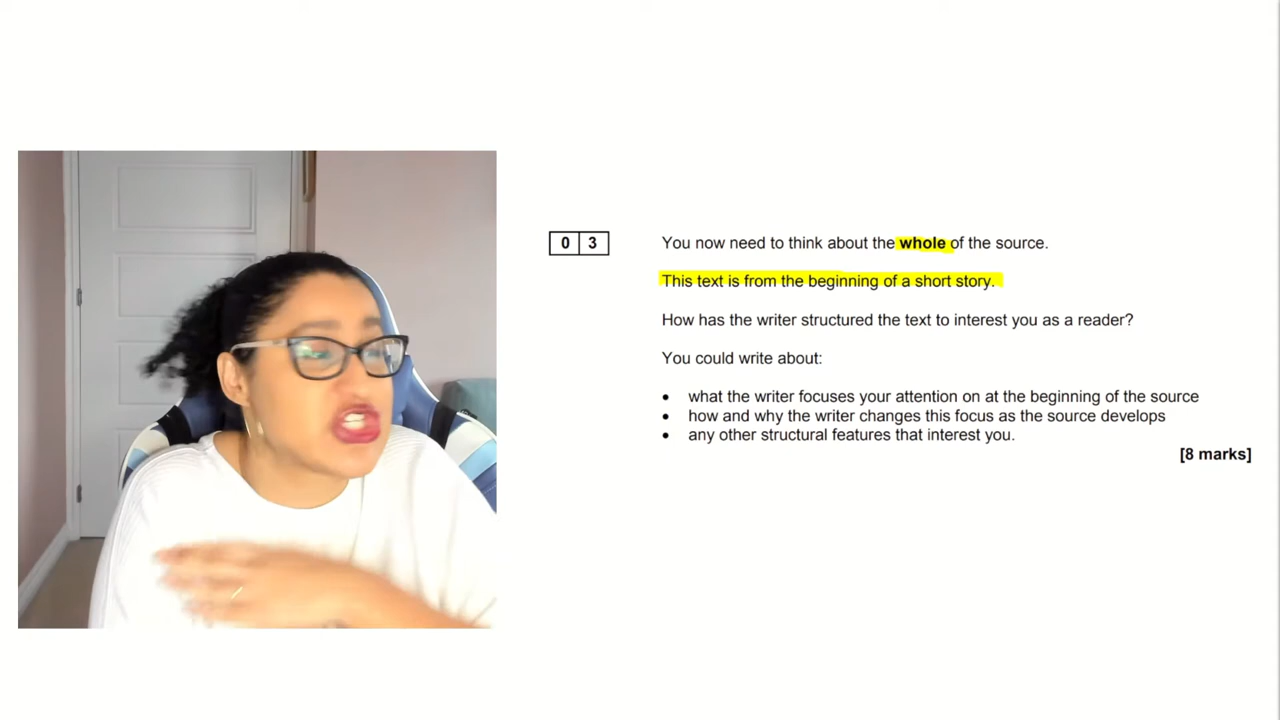 0 3 You now need to think about the whole of the source.
This text is from the beginning of a short story.
How has the writer structured the text to interest you as a reader?
You could write about:
• what the writer focuses your attention on at the beginning of the source
• how and why the writer changes this focus as the source develops
• any other structural features that interest you.
[8 marks]